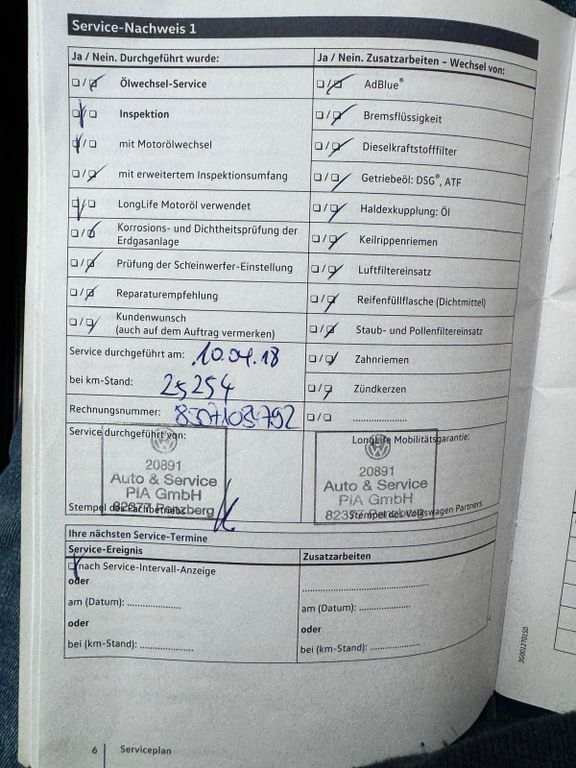 Service-Nachweis 1
Ja / Nein. Durchgeführt wurde:
Ölwechsel-Service
Inspektion
mit Motorölwechsel
mit erweitertem Inspektionsumfang
LongLife Motoröl verwendet
Korrosions- und Dichtheitsprüfung der
Erdgasanlage
Prüfung der Scheinwerfer-Einstellung
Reparaturempfehlung
Kundenwunsch
(auch auf dem Auftrag vermerken)
Service durchgeführt am: 10.04.18
bei km-Stand: 25254
Rechnungsnummer: 857103792
Service durchgeführt von:
20891
Auto & Service
PIA GmbH
82377 Penzberg
Stempel des Fachbetriebs
Ja / Nein. Zusatzarbeiten – Wechsel von:
AdBlue®
Bremsflüssigkeit
Dieselkraftstofffilter
Getriebeöl: DSG®, ATF
Haldexkupplung: Öl
Keilrippenriemen
Luftfiltereinsatz
Reifenfüllflasche (Dichtmittel)
Staub- und Pollenfiltereinsatz
Zahnriemen
Zündkerzen
....................
LongLife Mobilitätsgarantie:
20891
Auto & Service
PIA GmbH
82377 Penzberg
Stempel des Volkswagen Partners
Ihre nächsten Service-Termine
Service-Ereignis
nach Service-Intervall-Anzeige
oder
am (Datum): ....................
oder
bei (km-Stand): ....................
Zusatzarbeiten
....................
am (Datum): ....................
oder
bei (km-Stand): ....................
6 Serviceplan